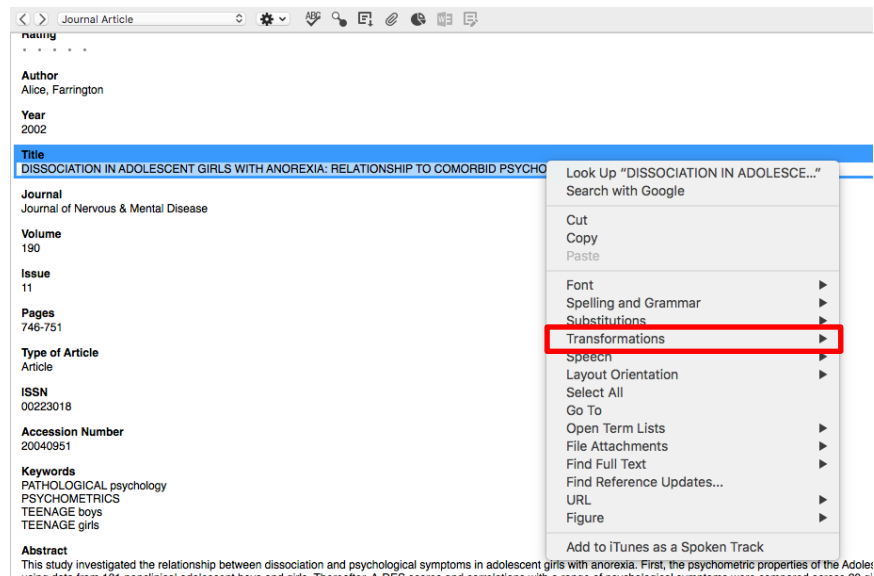 Journal Article
ABC
Rating
Author
Alice, Farrington
Year
2002
Title
DISSOCIATION IN ADOLESCENT GIRLS WITH ANOREXIA: RELATIONSHIP TO COMORBID PSYCHO
Journal
Journal of Nervous & Mental Disease
Volume
190
Issue
11
Pages
746-751
Type of Article
Article
ISSN
00223018
Accession Number
20040951
Keywords
PATHOLOGICAL psychology
PSYCHOMETRICS
TEENAGE boys
TEENAGE girls
Abstract
This study investigated the relationship between dissociation and psychological symptoms in adolescent girls with anorexia. First, the psychometric properties of the Adoles
Look Up "DISSOCIATION IN ADOLESCE..."
Search with Google
Cut
Copy
Paste
Font
Spelling and Grammar
Substitutions
Transformations
Speech
Layout Orientation
Select All
Go To
Open Term Lists
File Attachments
Find Full Text
Find Reference Updates...
URL
Figure
Add to iTunes as a Spoken Track